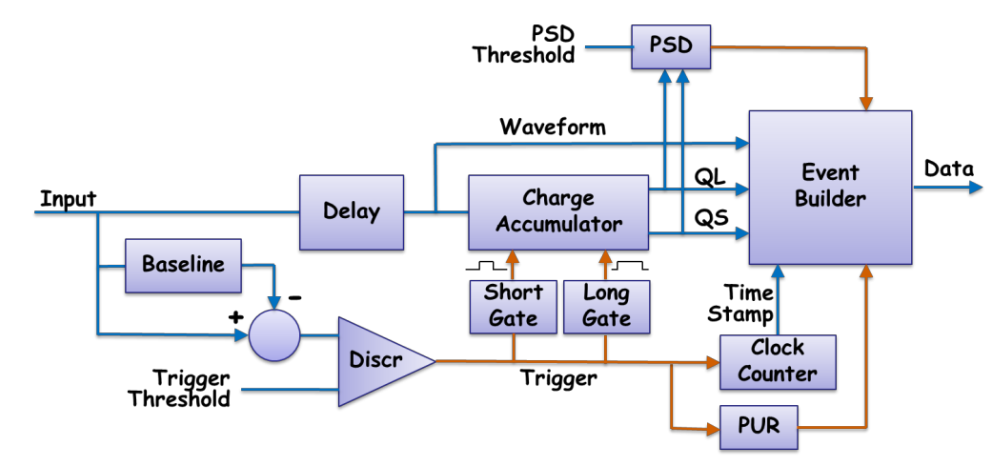 PSD
Threshold
PSD
Waveform
Input
Delay
Charge
Accumulator
QL
QS
Event
Builder
Data
Baseline
-
+
Short
Gate
Long
Gate
Time
Stamp
Discr
Trigger
Clock
Counter
Trigger
Threshold
PUR